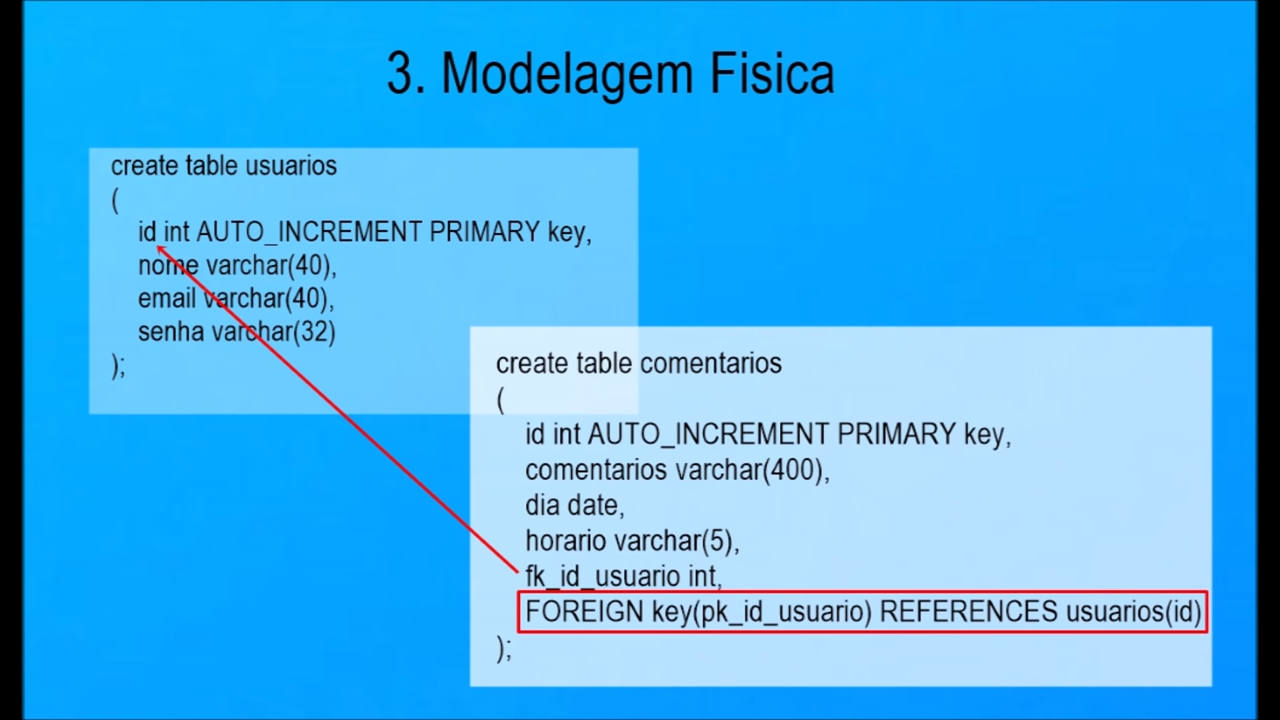 3. Modelagem Fisica
create table usuarios
(
id int AUTO_INCREMENT PRIMARY key,
nome varchar(40),
email varchar(40),
senha varchar(32)
);
create table comentarios
(
id int AUTO_INCREMENT PRIMARY key,
comentarios varchar(400),
dia date,
horario varchar(5),
fk_id_usuario int,
FOREIGN key(pk_id_usuario) REFERENCES usuarios(id)
);